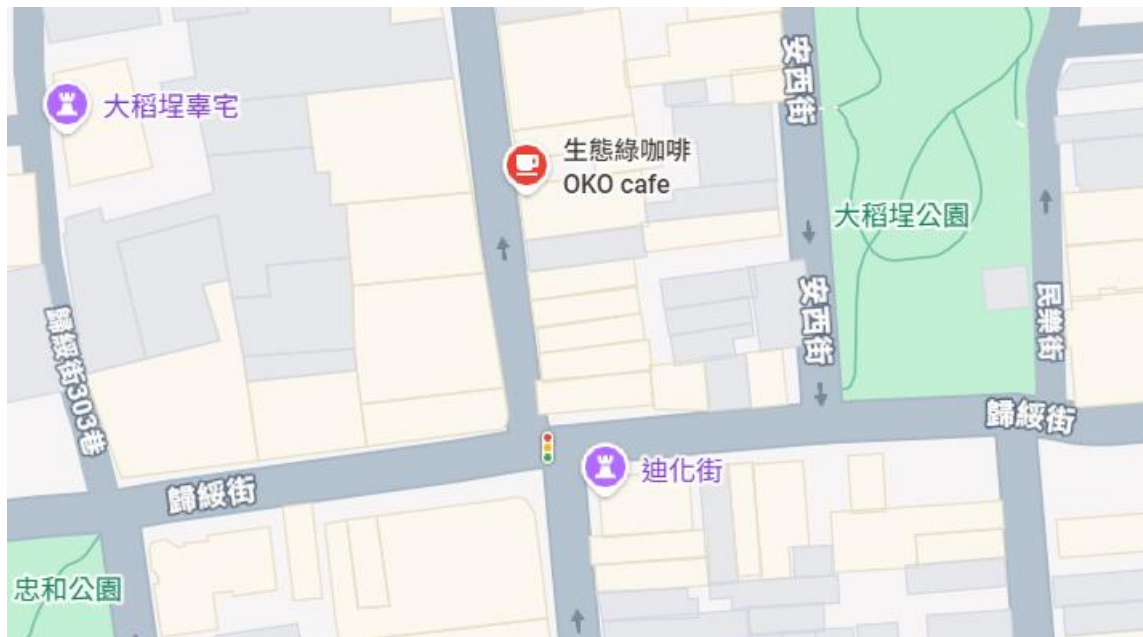 安西街
大稻埕辜宅
生態綠咖啡
OKO cafe
大稻埕公園
安西街
民樂街
歸綏街303巷
歸綏街
迪化街
歸綏街
忠和公園